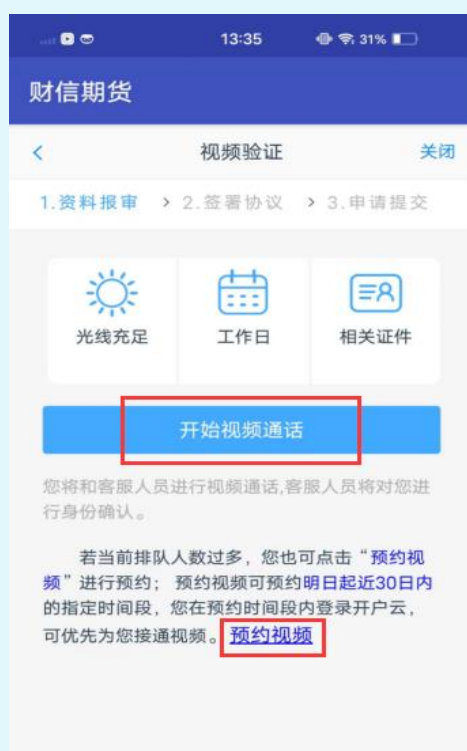 13:35 31%
财信期货
视频验证 关闭
1.资料报审 > 2.签署协议 > 3.申请提交
光线充足 工作日 相关证件
开始视频通话
您将和客服人员进行视频通话,客服人员将对您进
行身份确认。
若当前排队人数过多，您也可点击“预约视
频”进行预约； 预约视频可预约明日起近30日内
的指定时间段，您在预约时间段内登录开户云，
可优先为您接通视频。预约视频